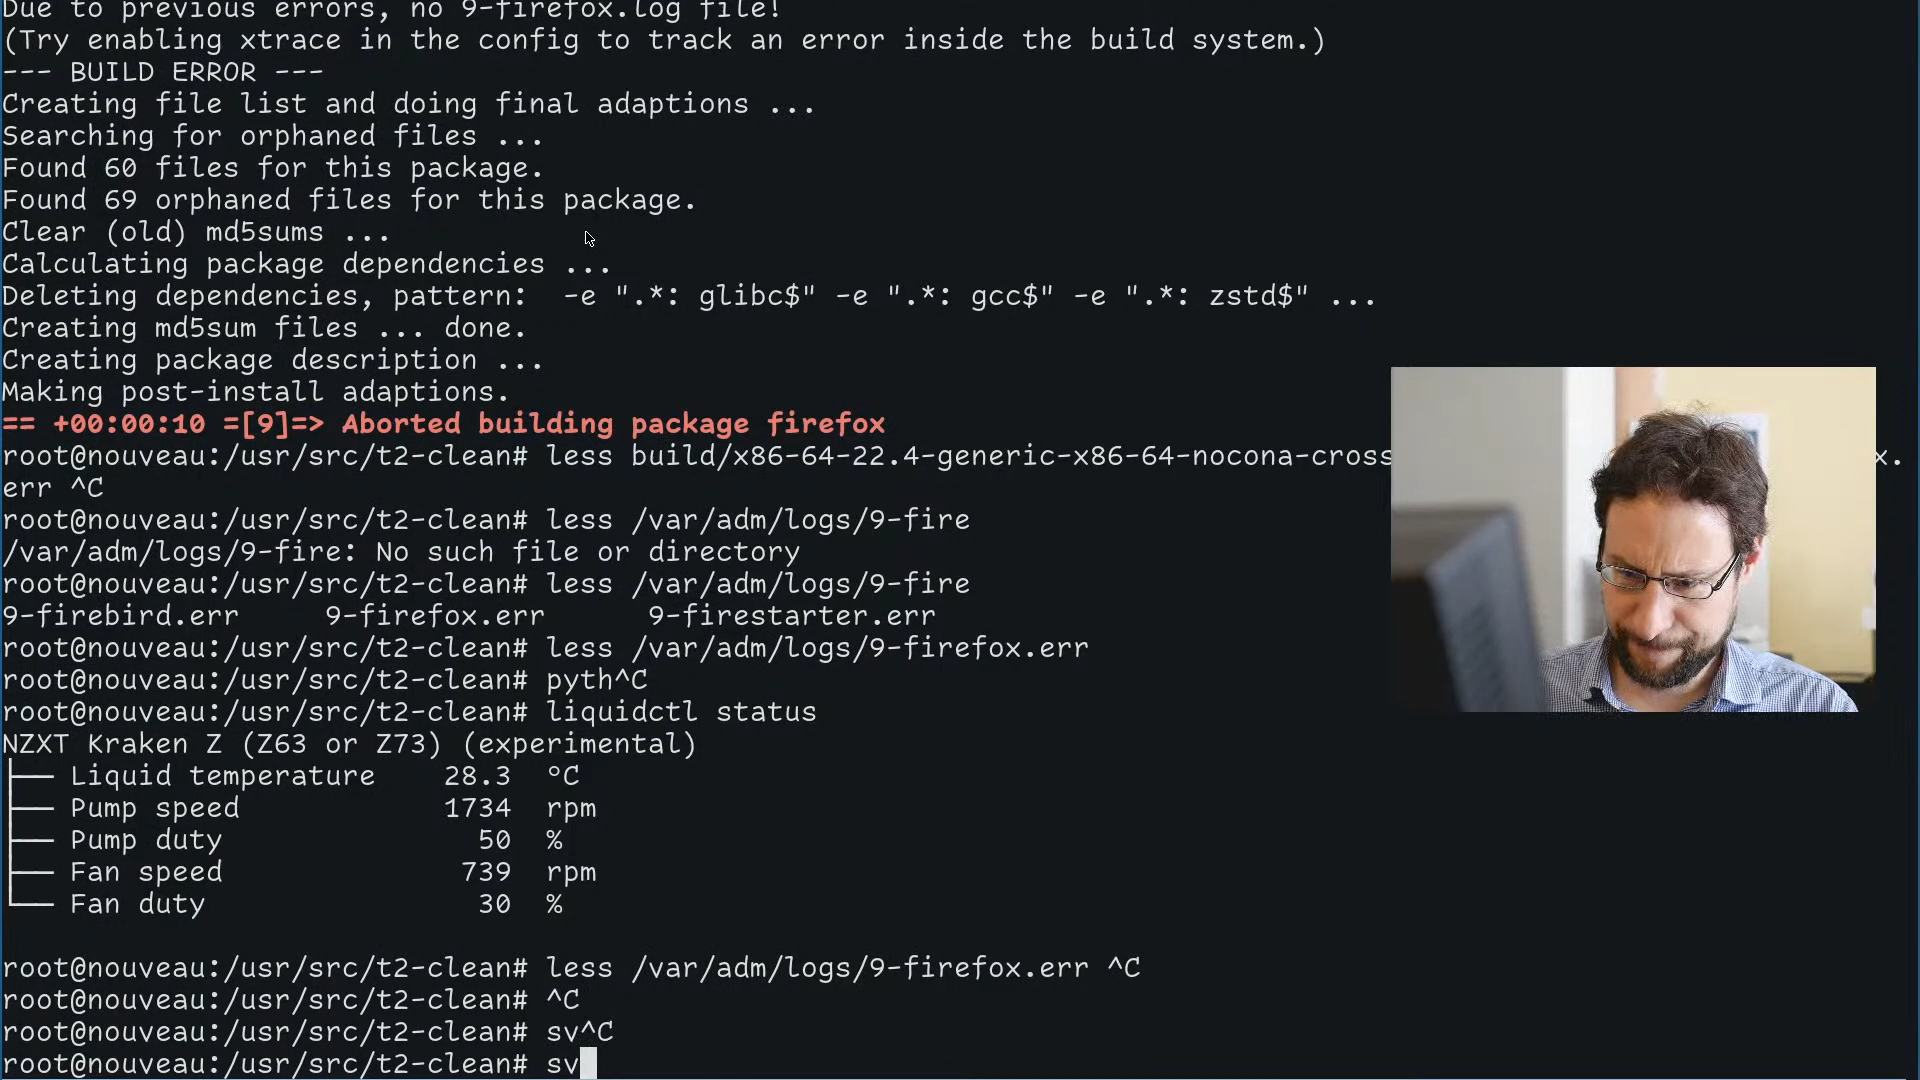 Due to previous errors, no 9-firefox.log file!
(Try enabling xtrace in the config to track an error inside the build system.)
--- BUILD ERROR ---
Creating file list and doing final adaptions ...
Searching for orphaned files ...
Found 60 files for this package.
Found 69 orphaned files for this package.
Clear (old) md5sums ...
Calculating package dependencies ...
Deleting dependencies, pattern:  -e ".*: glibc$" -e ".*: gcc$" -e ".*: zstd$" ...
Creating md5sum files ... done.
Creating package description ...
Making post-install adaptions.
== +00:00:10 =[9]=> Aborted building package firefox
root@nouveau:/usr/src/t2-clean# less build/x86-64-22.4-generic-x86-64-nocona-cross x.
err ^C
root@nouveau:/usr/src/t2-clean# less /var/adm/logs/9-fire
/var/adm/logs/9-fire: No such file or directory
root@nouveau:/usr/src/t2-clean# less /var/adm/logs/9-fire
9-firebird.err     9-firefox.err      9-firestarter.err
root@nouveau:/usr/src/t2-clean# less /var/adm/logs/9-firefox.err
root@nouveau:/usr/src/t2-clean# pyth^C
root@nouveau:/usr/src/t2-clean# liquidctl status
NZXT Kraken Z (Z63 or Z73) (experimental)
├── Liquid temperature    28.3  °C
├── Pump speed            1734  rpm
├── Pump duty               50  %
├── Fan speed              739  rpm
└── Fan duty                30  %
root@nouveau:/usr/src/t2-clean# less /var/adm/logs/9-firefox.err ^C
root@nouveau:/usr/src/t2-clean# ^C
root@nouveau:/usr/src/t2-clean# sv^C
root@nouveau:/usr/src/t2-clean# sv